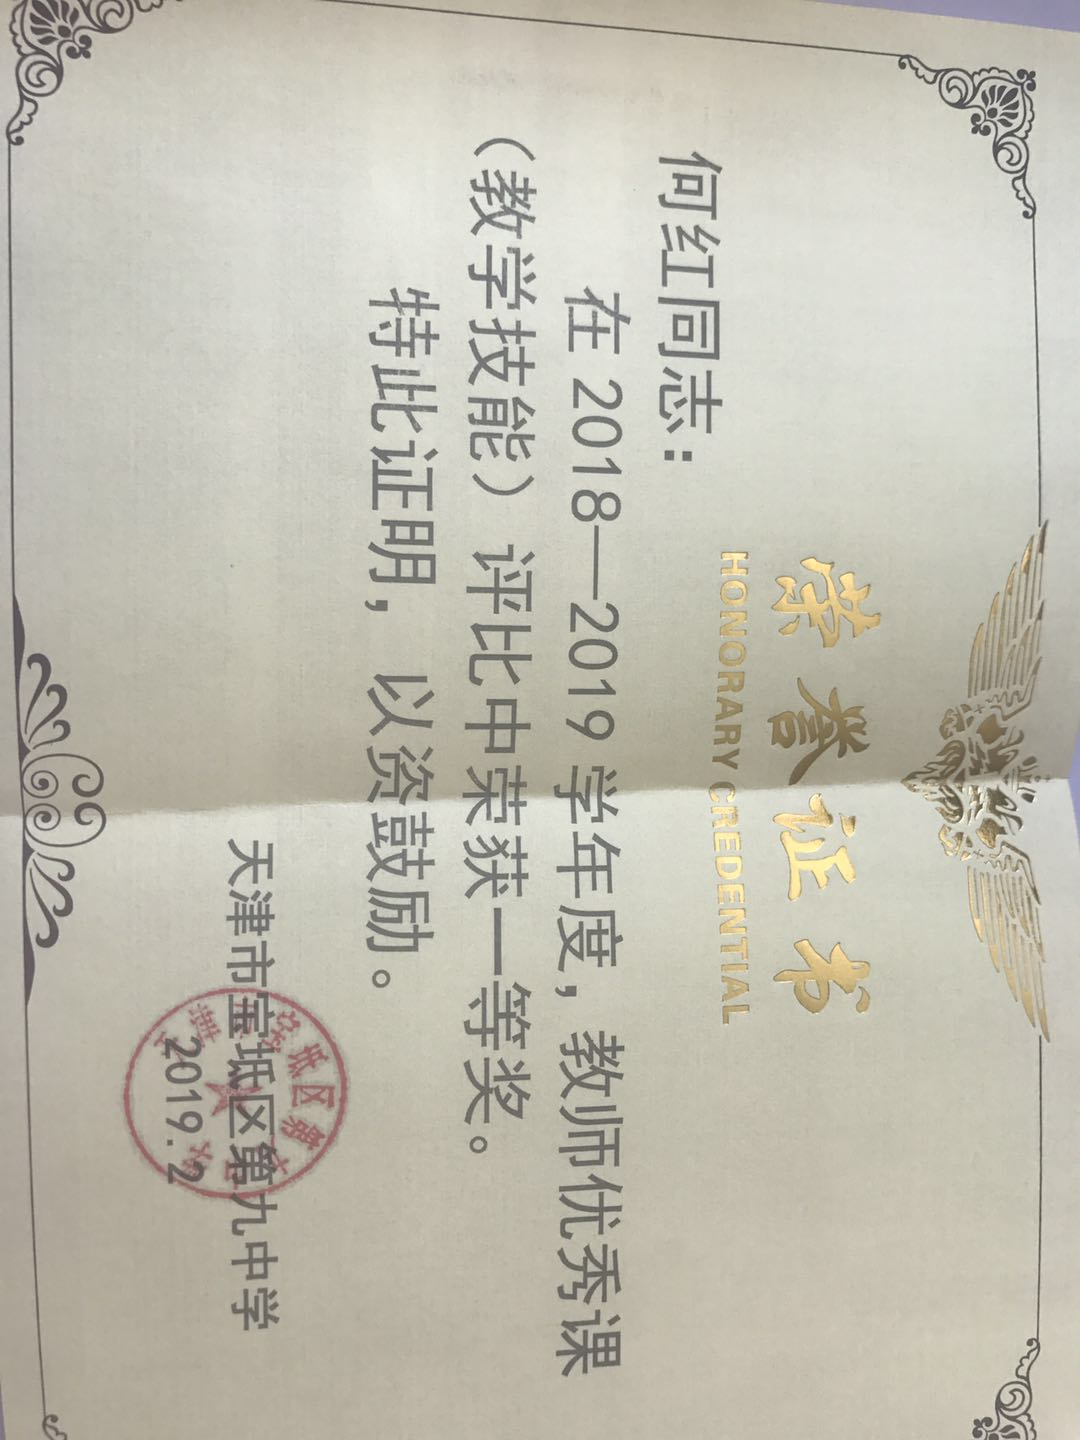 荣誉证书
HONORARY CREDENTIAL
何红同志：
在 2018—2019 学年度，教师优秀课
（教学技能）评比中荣获一等奖。
特此证明，以资鼓励。
天津市宝坻区第九中学
2019.2